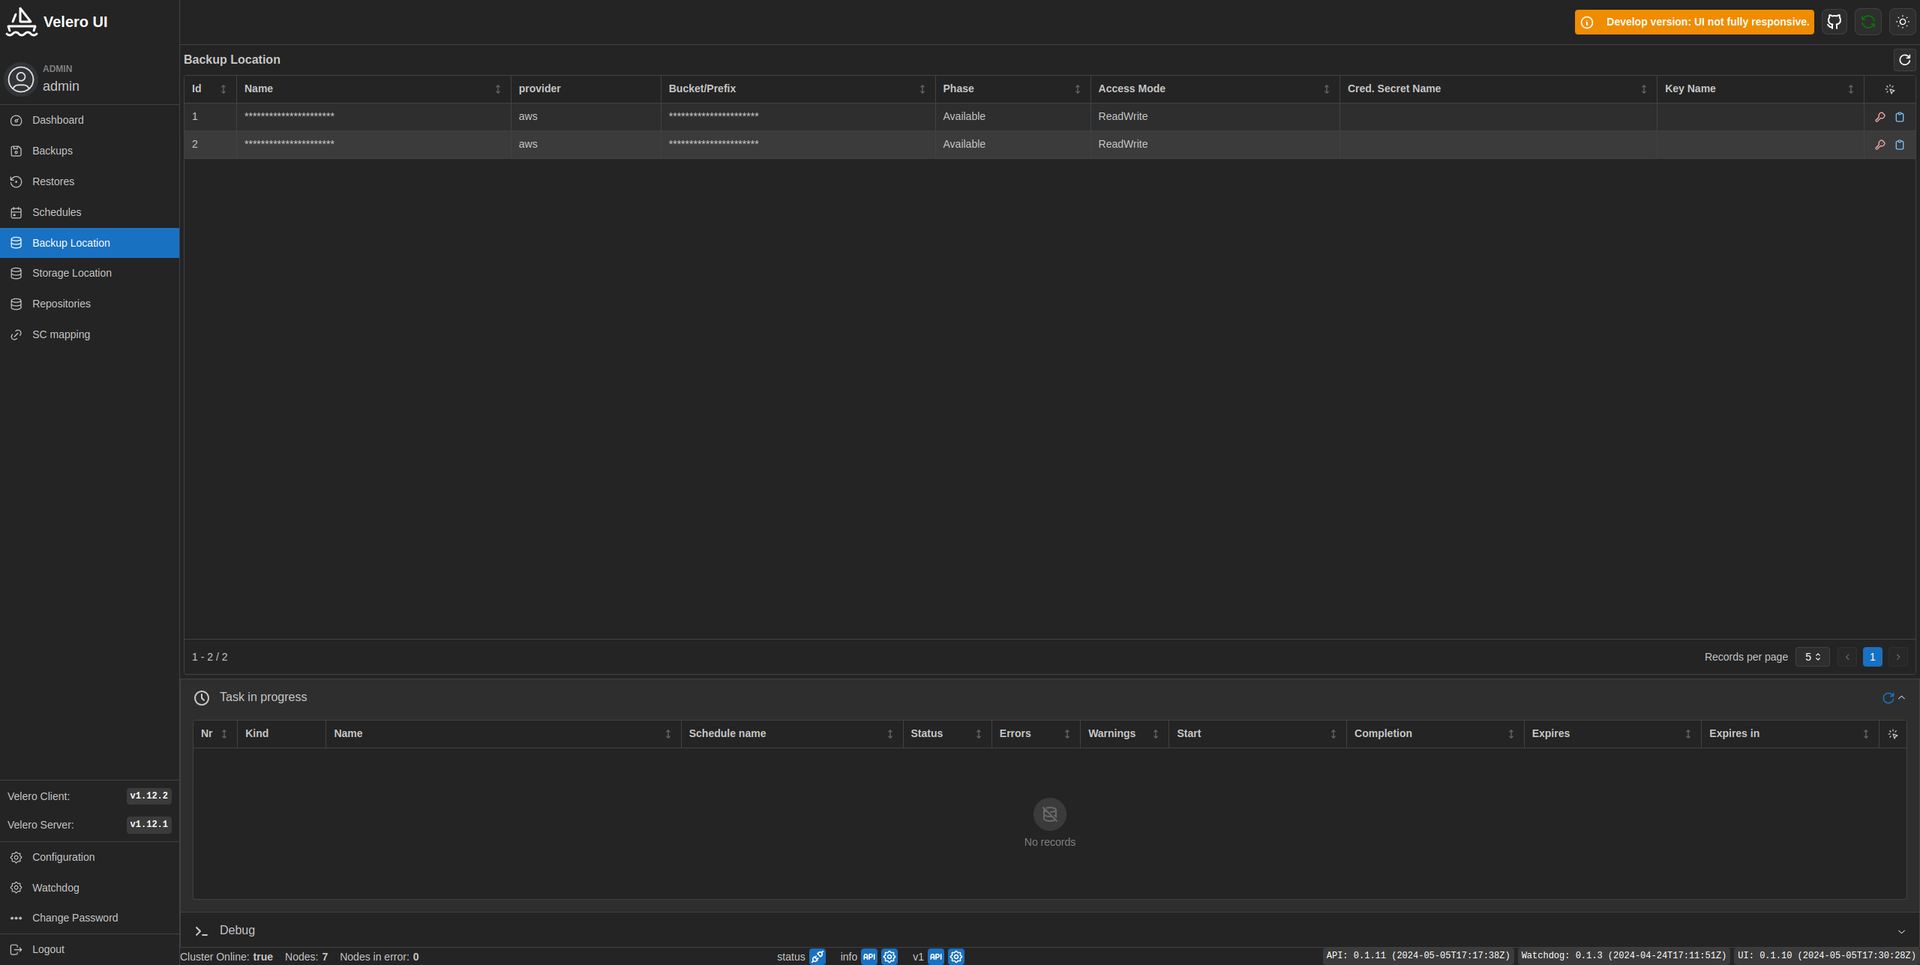 Velero UI
Develop version: UI not fully responsive.
ADMIN
admin
Dashboard
Backups
Restores
Schedules
Backup Location
Storage Location
Repositories
SC mapping
Velero Client: v1.12.2
Velero Server: v1.12.1
Configuration
Watchdog
Change Password
Logout
Backup Location
Id Name provider Bucket/Prefix Phase Access Mode Cred. Secret Name Key Name
1 ********************** aws ********************** Available ReadWrite
2 ********************** aws ********************** Available ReadWrite
1 - 2 / 2 Records per page 5 1
Task in progress
Nr Kind Name Schedule name Status Errors Warnings Start Completion Expires Expires in
No records
Debug
Cluster Online: true Nodes: 7 Nodes in error: 0 status info API v1 API API: 0.1.11 (2024-05-05T17:17:38Z) Watchdog: 0.1.3 (2024-04-24T17:11:51Z) UI: 0.1.10 (2024-05-05T17:30:28Z)